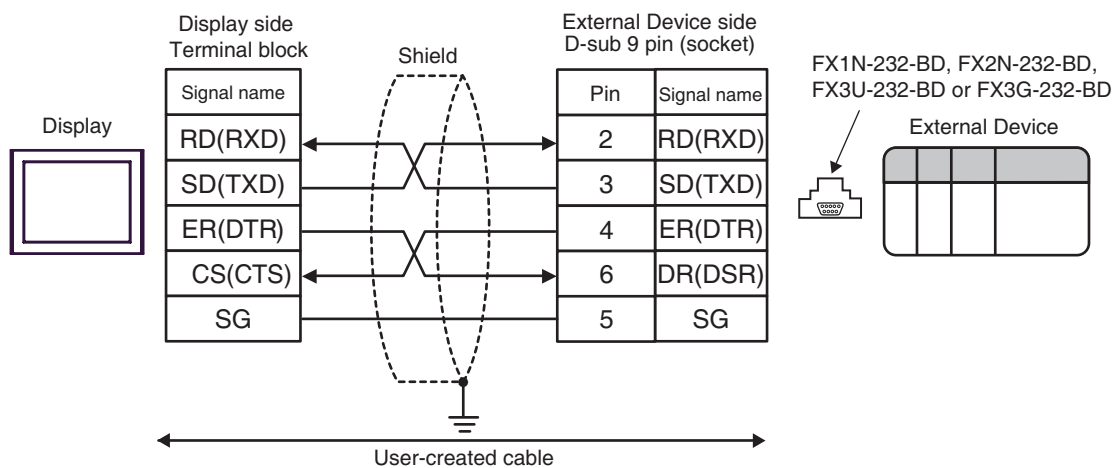 Display side
Terminal block
Shield
External Device side
D-sub 9 pin (socket)
FX1N-232-BD, FX2N-232-BD,
FX3U-232-BD or FX3G-232-BD
Display
External Device
Signal name
Pin
Signal name
RD(RXD)
2
RD(RXD)
SD(TXD)
3
SD(TXD)
ER(DTR)
4
ER(DTR)
CS(CTS)
6
DR(DSR)
SG
5
SG
User-created cable